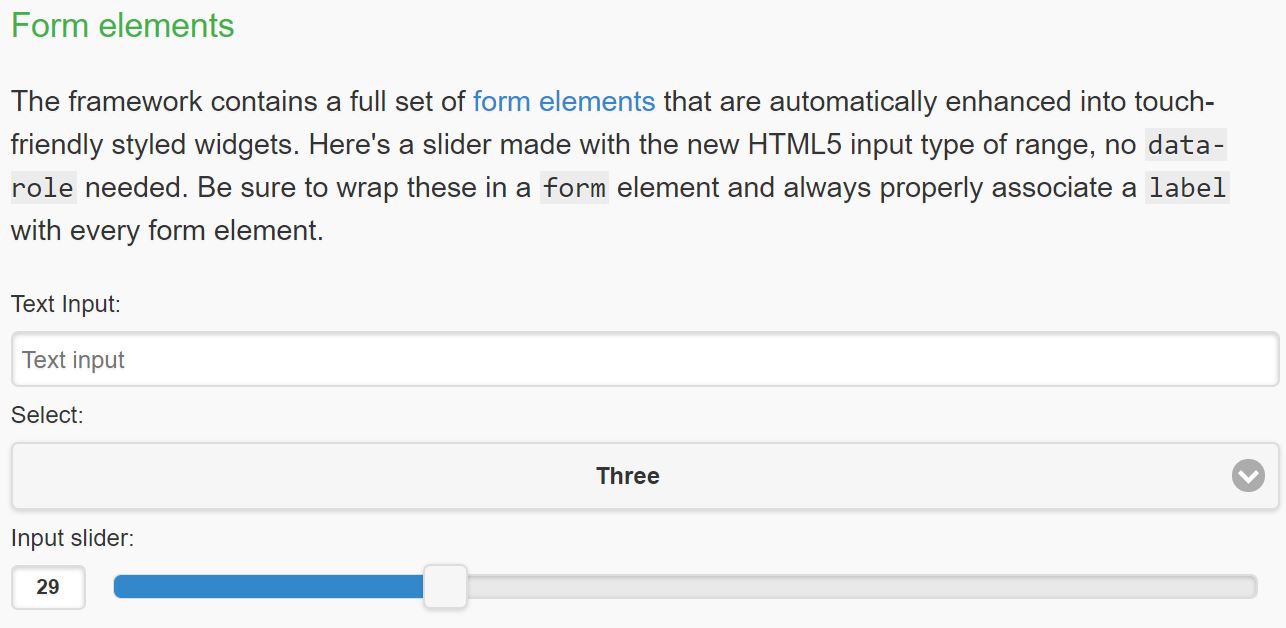 Form elements
The framework contains a full set of form elements that are automatically enhanced into touch-
friendly styled widgets. Here's a slider made with the new HTML5 input type of range, no data-
role needed. Be sure to wrap these in a form element and always properly associate a label
with every form element.
Text Input:
Text input
Select:
Three
Input slider:
29